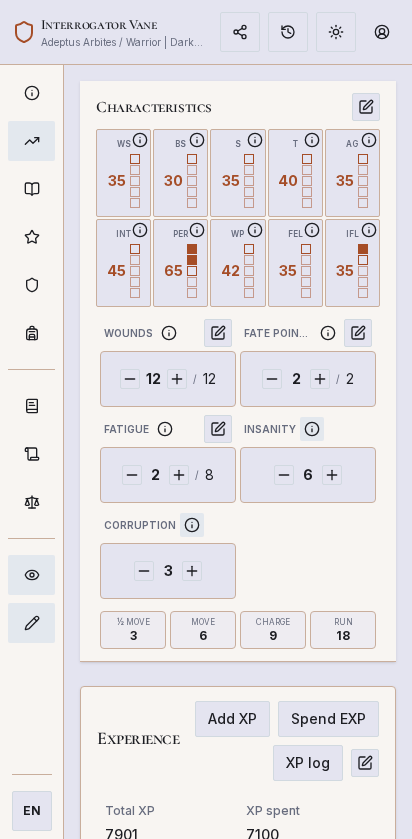 Interrogator Vane
Adeptus Arbites / Warrior | Dark...
Characteristics
WS BS S T AG
35 30 35 40 35
INT PER WP FEL IFL
45 65 42 35 35
WOUNDS FATE POIN...
12 / 12 2 / 2
FATIGUE INSANITY
2 / 8 6
CORRUPTION
3
½ MOVE MOVE CHARGE RUN
3 6 9 18
Experience
Add XP Spend EXP
XP log
Total XP XP spent
7901 7100
EN